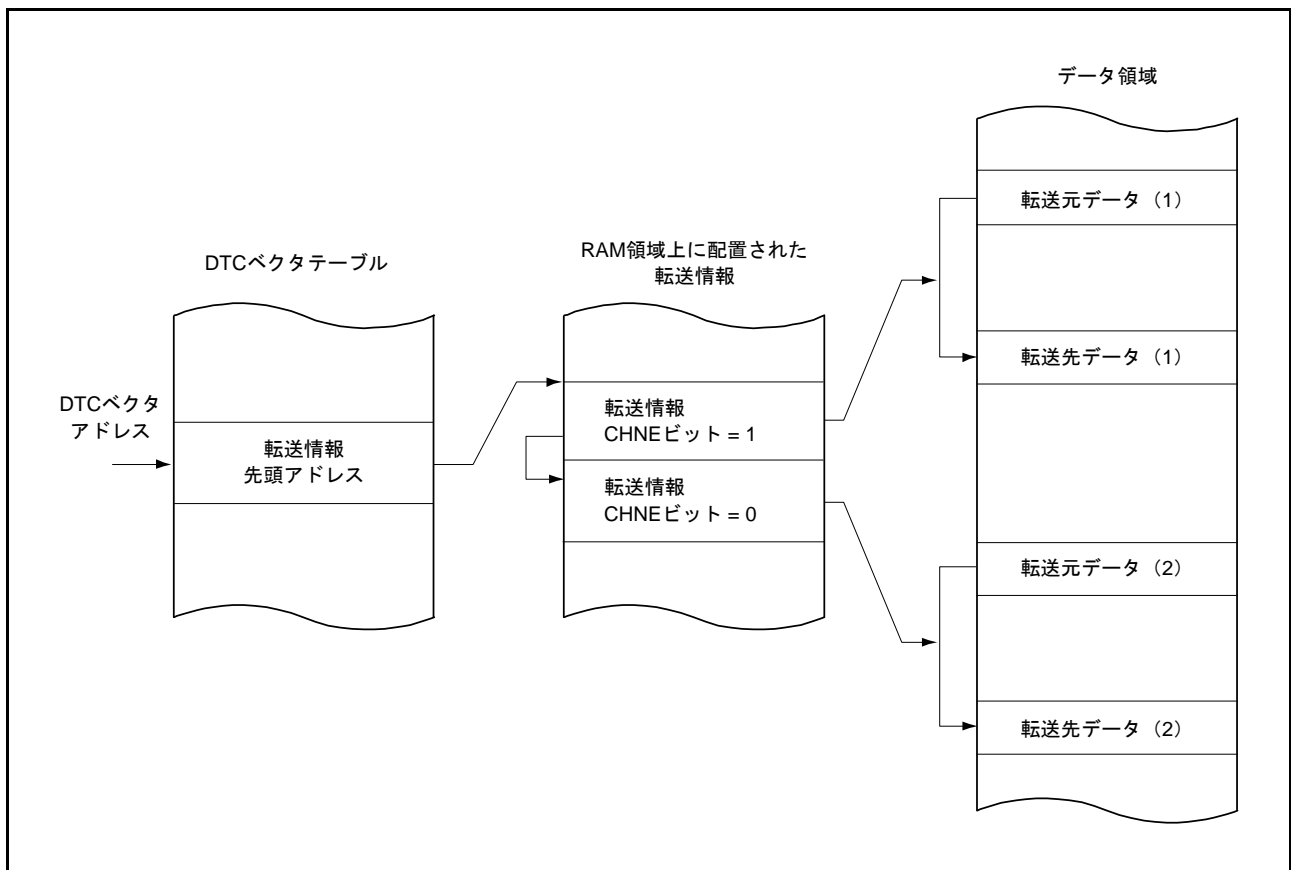 DTCベクタテーブル
DTCベクタ
アドレス
転送情報
先頭アドレス
RAM領域上に配置された
転送情報
転送情報
CHNEビット = 1
転送情報
CHNEビット = 0
データ領域
転送元データ（1）
転送先データ（1）
転送元データ（2）
転送先データ（2）